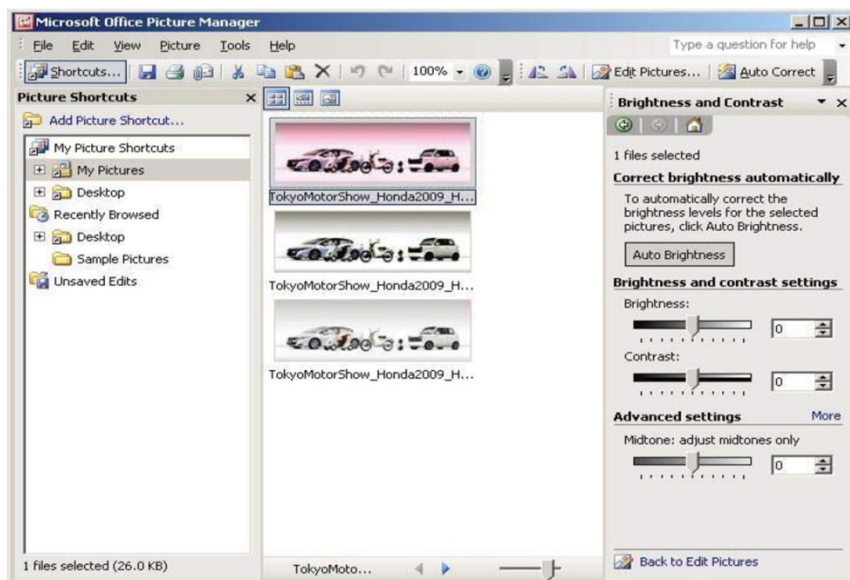 Microsoft Office Picture Manager
File Edit View Picture Tools Help
Type a question for help
Shortcuts... 100% Edit Pictures... Auto Correct
Picture Shortcuts
Add Picture Shortcut...
My Picture Shortcuts
My Pictures
Desktop
Recently Browsed
Desktop
Sample Pictures
Unsaved Edits
1 files selected (26.0 KB)
TokyoMotorShow_Honda2009_H...
TokyoMotorShow_Honda2009_H...
TokyoMotorShow_Honda2009_H...
TokyoMoto...
Brightness and Contrast
1 files selected
Correct brightness automatically
To automatically correct the
brightness levels for the selected
pictures, click Auto Brightness.
Auto Brightness
Brightness and contrast settings
Brightness:
0
Contrast:
0
Advanced settings More
Midtone: adjust midtones only
0
Back to Edit Pictures